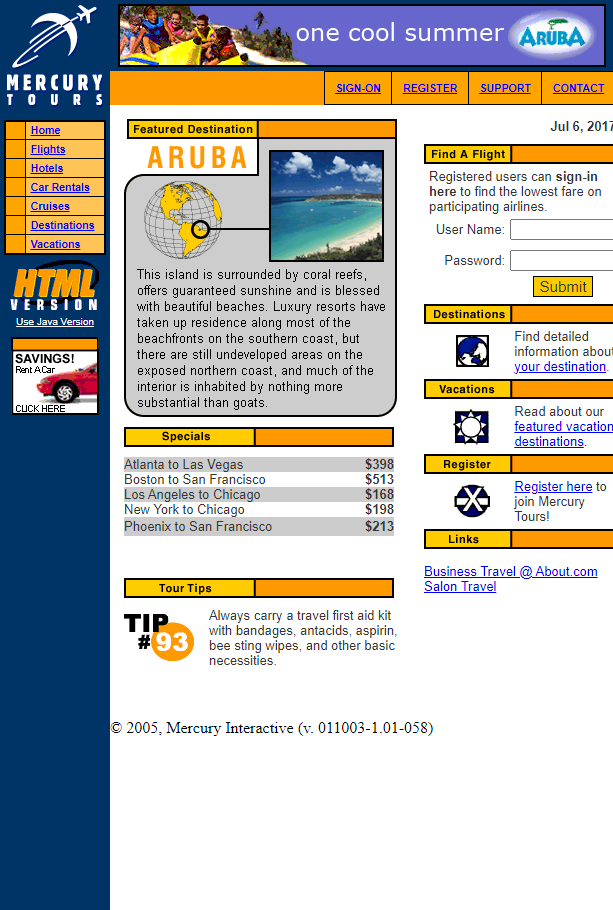 one cool summer ARUBA
MERCURY
TOURS
SIGN-ON REGISTER SUPPORT CONTACT
Home
Flights
Hotels
Car Rentals
Cruises
Destinations
Vacations
HTML
VERSION
Use Java Version
SAVINGS!
Rent A Car
CLICK HERE
Featured Destination
ARUBA
This island is surrounded by coral reefs,
offers guaranteed sunshine and is blessed
with beautiful beaches. Luxury resorts have
taken up residence along most of the
beachfronts on the southern coast, but
there are still undeveloped areas on the
exposed northern coast, and much of the
interior is inhabited by nothing more
substantial than goats.
Specials
Atlanta to Las Vegas $398
Boston to San Francisco $513
Los Angeles to Chicago $168
New York to Chicago $198
Phoenix to San Francisco $213
Tour Tips
TIP
#93
Always carry a travel first aid kit
with bandages, antacids, aspirin,
bee sting wipes, and other basic
necessities.
Jul 6, 2017
Find A Flight
Registered users can sign-in
here to find the lowest fare on
participating airlines.
User Name:
Password:
Submit
Destinations
Find detailed
information about
your destination.
Vacations
Read about our
featured vacation
destinations.
Register
Register here to
join Mercury
Tours!
Links
Business Travel @ About.com
Salon Travel
© 2005, Mercury Interactive (v. 011003-1.01-058)